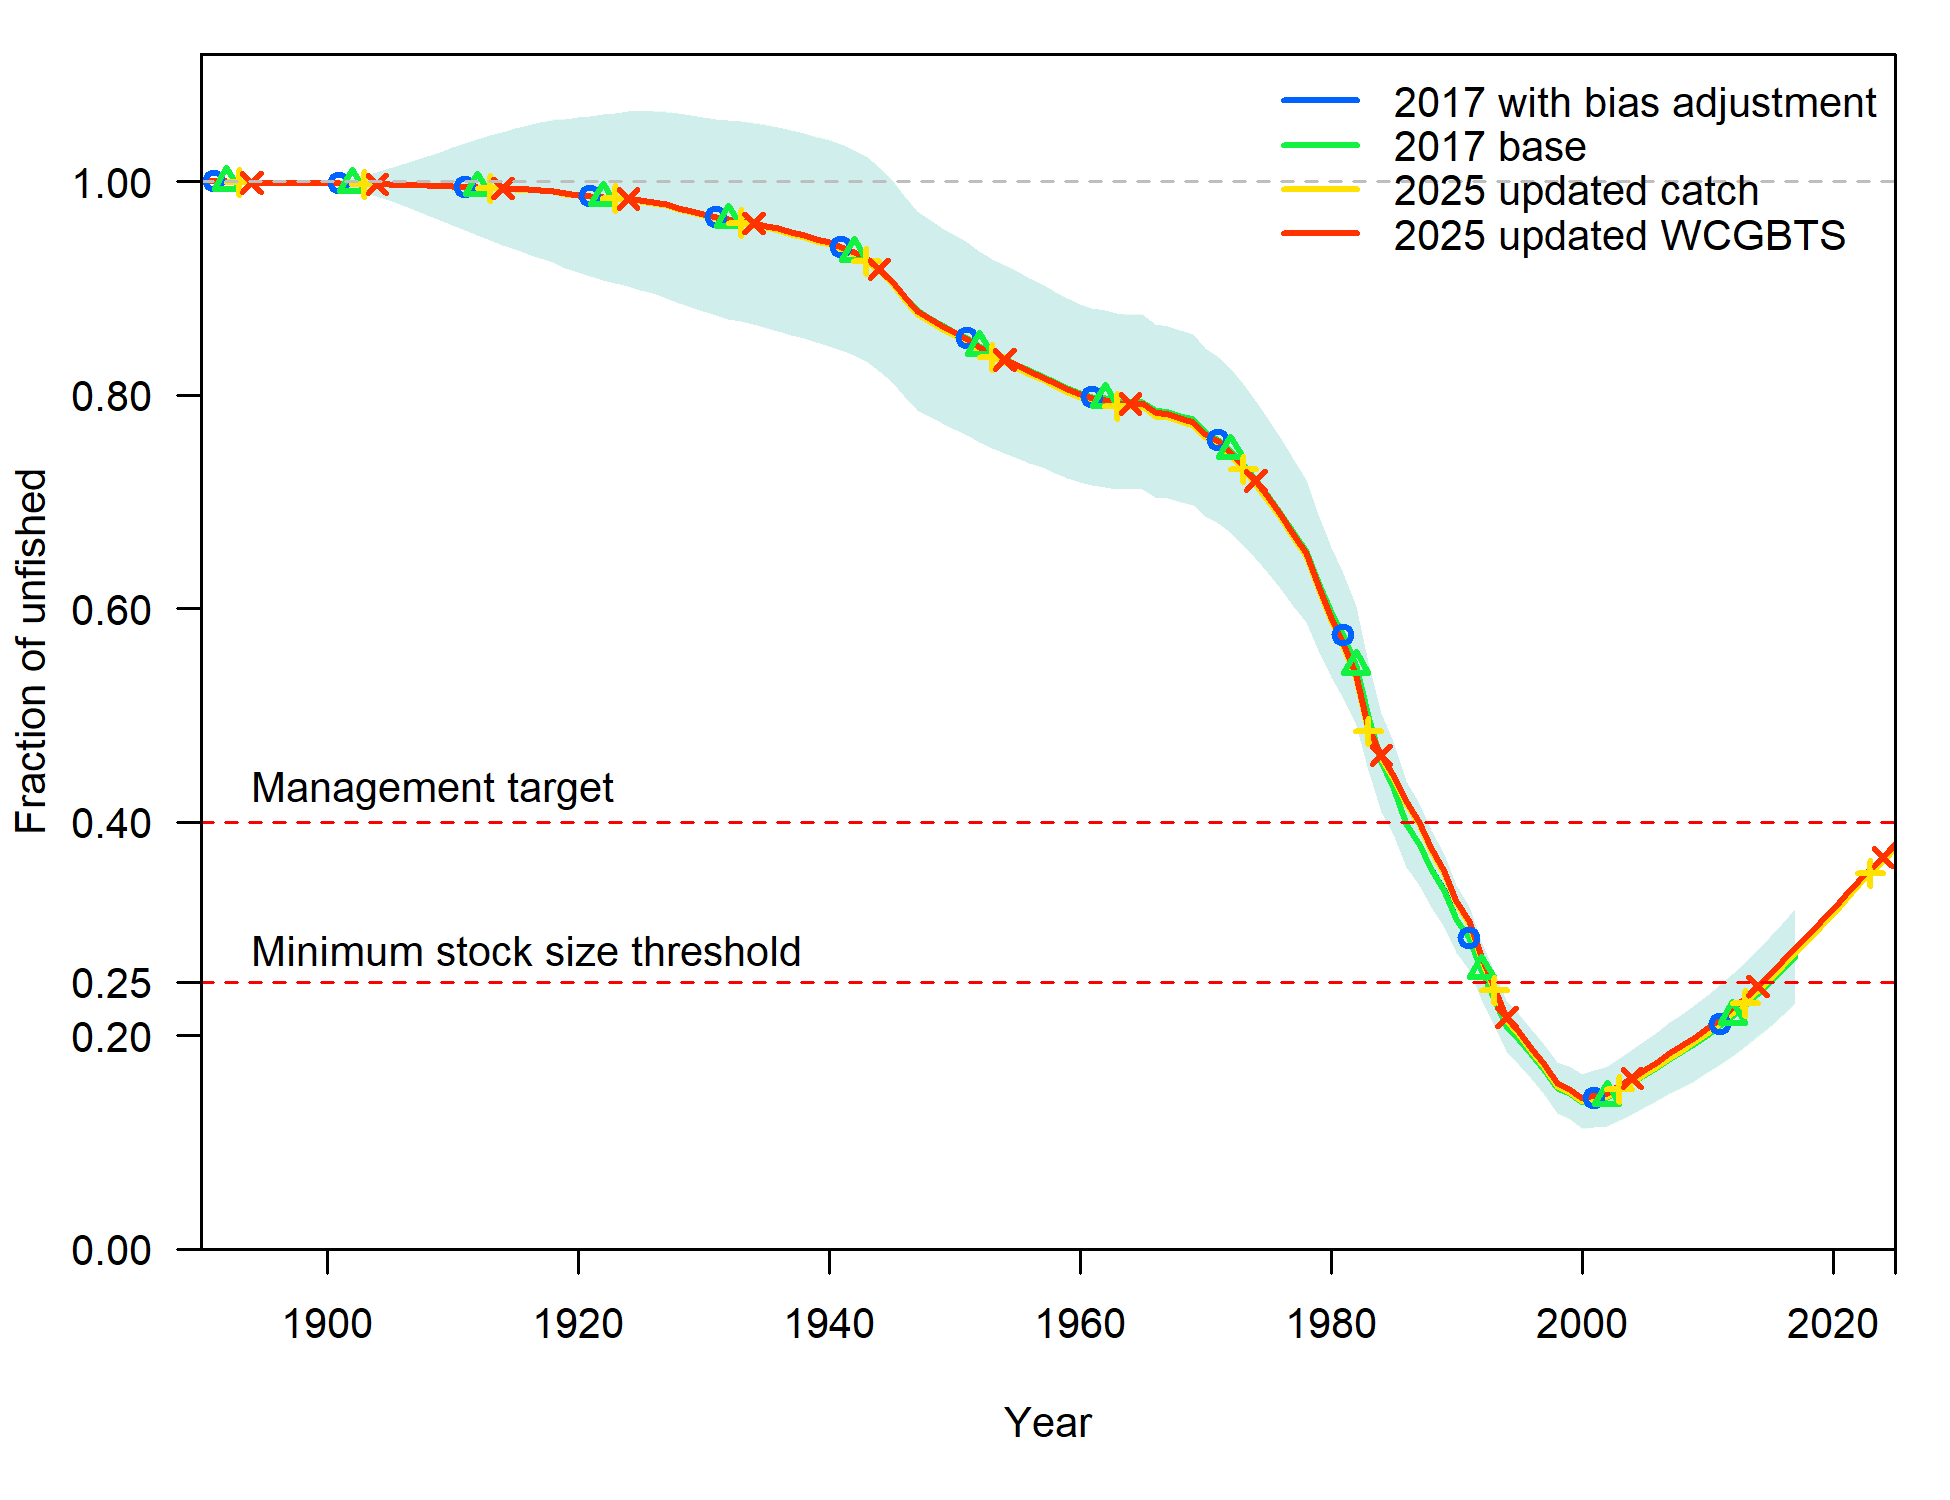 2017 with bias adjustment
2017 base
2025 updated catch
2025 updated WCGBTS
1.00
0.80
0.60
0.40
0.25
0.20
0.00
Fraction of unfished
Management target
Minimum stock size threshold
1900 1920 1940 1960 1980 2000 2020
Year